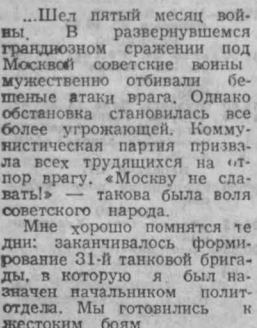 ...Шел пятый месяц вой-
ны. В развернувшемся
грандиозном сражении под
Москвой советские воины
мужественно отбивали бе-
шеные атаки врага. Однако
обстановка становилась все
более угрожающей. Комму-
нистическая партия призва-
ла всех трудящихся на от-
пор врагу. «Москву не сда-
вать!» — такова была воля
советского народа.
Мне хорошо помнятся те
дни: заканчивалось форми-
рование 31-й танковой брига-
ды, в которую я был на-
значен начальником полит-
отдела. Мы готовились к
жестоким боям